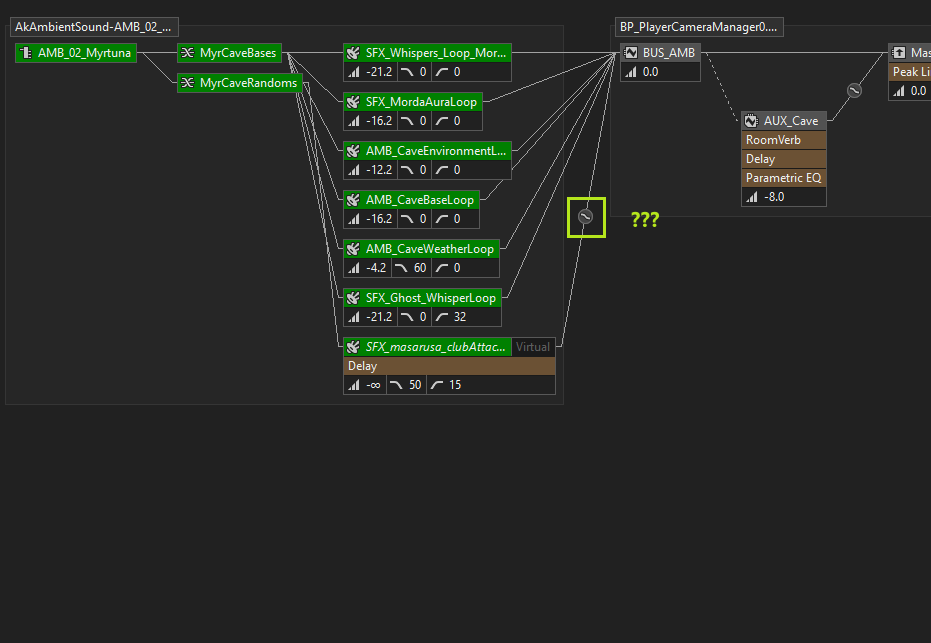 AkAmbientSound-AMB_02_...
BP_PlayerCameraManager0....
AMB_02_Myrtuna
MyrCaveBases
MyrCaveRandoms
SFX_Whispers_Loop_Mor...
-21.2 0 0
SFX_MordaAuraLoop
-16.2 0 0
AMB_CaveEnvironmentL...
-12.2 0 0
AMB_CaveBaseLoop
-16.2 0 0
AMB_CaveWeatherLoop
-4.2 60 0
SFX_Ghost_WhisperLoop
-21.2 0 32
SFX_masarusa_clubAttac... Virtual
Delay
-∞ 50 15
???
BUS_AMB
0.0
AUX_Cave
RoomVerb
Delay
Parametric EQ
-8.0
Mas
Peak Li
0.0